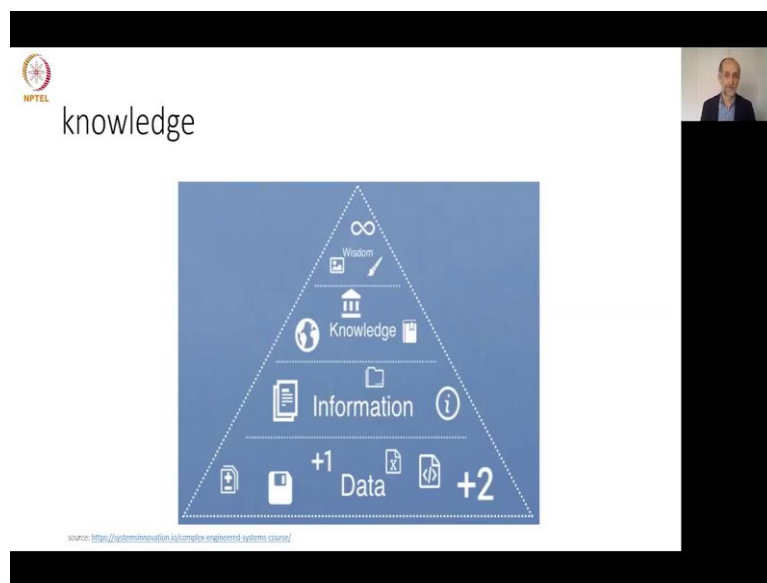 NPTEL
knowledge
∞
Wisdom
Knowledge
Information
i
+1
X
</>
Data
+2
source: https://systemsinnovation.io/complex-engineered-systems-course/